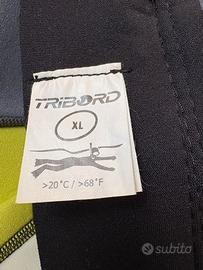 TRIBORD
XL
>20°C / >68°F
subito